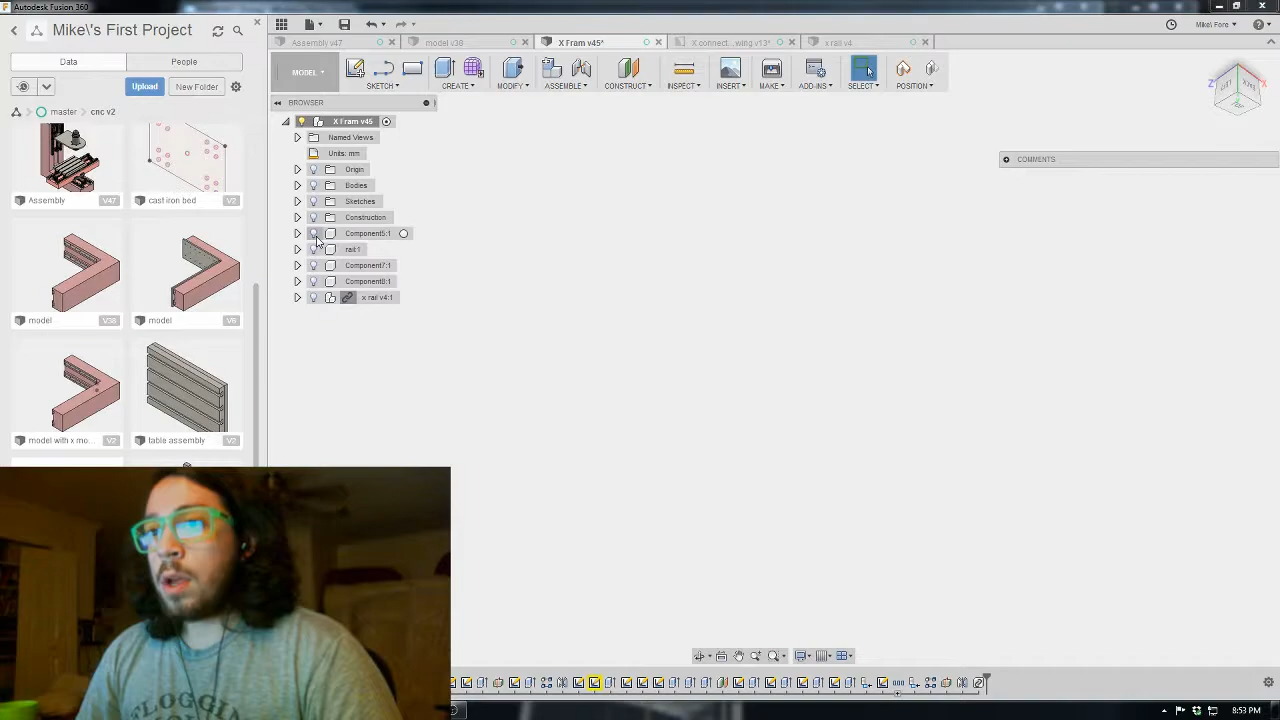 Autodesk Fusion 360
Mike\'s First Project
Data
People
Upload
New Folder
master
cnc v2
Assembly
V47
cast iron bed
V2
model
V38
model
V6
model with x mo...
V2
table assembly
V2
Mike\ Fore
Assembly v47
model v38
X Fram v45*
X connect...wing v13*
x rail v4
MODEL
SKETCH
CREATE
MODIFY
ASSEMBLE
CONSTRUCT
INSPECT
INSERT
MAKE
ADD-INS
SELECT
POSITION
BROWSER
X Fram v45
Named Views
Units: mm
Origin
Bodies
Sketches
Construction
Component5:1
rail:1
Component7:1
Component8:1
x rail v4:1
COMMENTS
8:53 PM